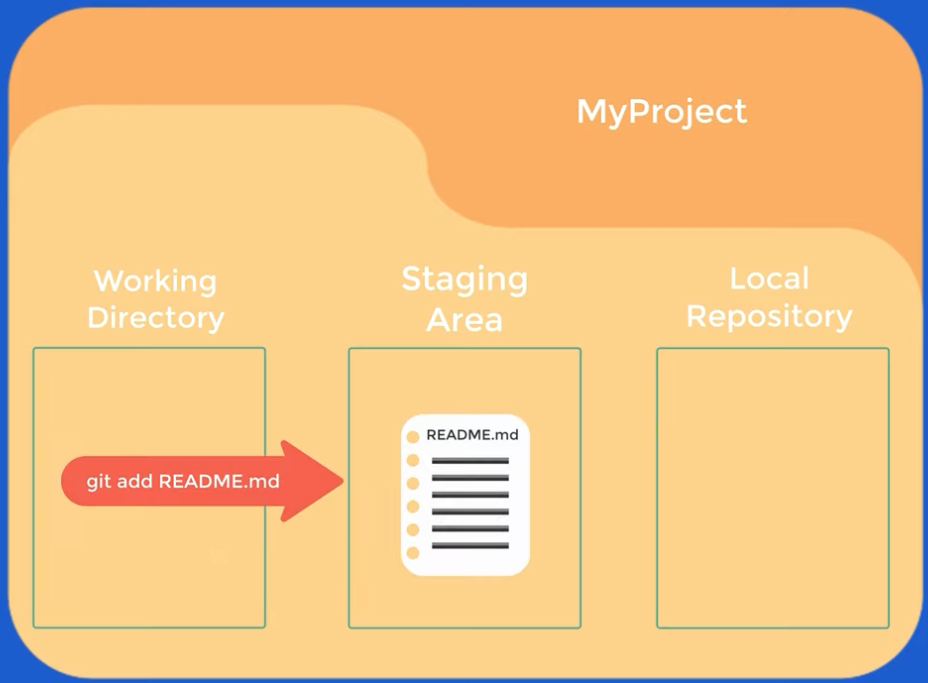 MyProject
Working
Directory
Staging
Area
Local
Repository
README.md
git add README.md